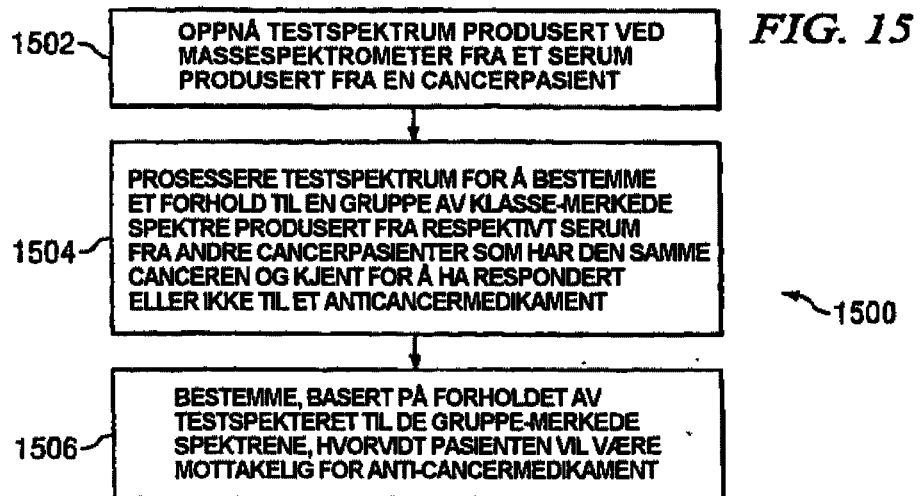 FIG. 15
1502
OPPNÅ TESTSPEKTRUM PRODUSERT VED
MASSESPEKTROMETER FRA ET SERUM
PRODUSERT FRA EN CANCERPASIENT
1504
PROSESSERE TESTSPEKTRUM FOR Å BESTEMME
ET FORHOLD TIL EN GRUPPE AV KLASSE-MERKEDE
SPEKTRE PRODUSERT FRA RESPEKTIVT SERUM
FRA ANDRE CANCERPASIENTER SOM HAR DEN SAMME
CANCEREN OG KJENT FOR Å HA RESPONDERT
ELLER IKKE TIL ET ANTICANCERMEDIKAMENT
1500
1506
BESTEMME, BASERT PÅ FORHOLDET AV
TESTSPEKTERET TIL DE GRUPPE-MERKEDE
SPEKTRENE, HVORVIDT PASIENTEN VIL VÆRE
MOTTAKELIG FOR ANTI-CANCERMEDIKAMENT